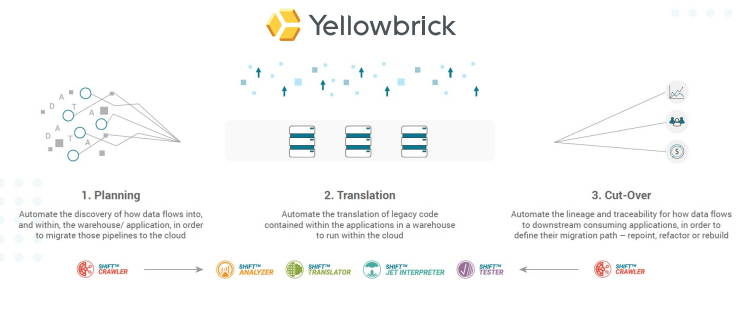 Yellowbrick
D A T A
D A T A
1. Planning
Automate the discovery of how data flows into,
and within, the warehouse/ application, in order
to migrate those pipelines to the cloud
2. Translation
Automate the translation of legacy code
contained within the applications in a warehouse
to run within the cloud
3. Cut-Over
Automate the lineage and traceability for how data flows
to downstream consuming applications, in order to
define their migration path – repoint, refactor or rebuild
SHIFT™
CRAWLER
SHIFT™
ANALYZER
SHIFT™
TRANSLATOR
SHIFT™
JET INTERPRETER
SHIFT™
TESTER
SHIFT™
CRAWLER